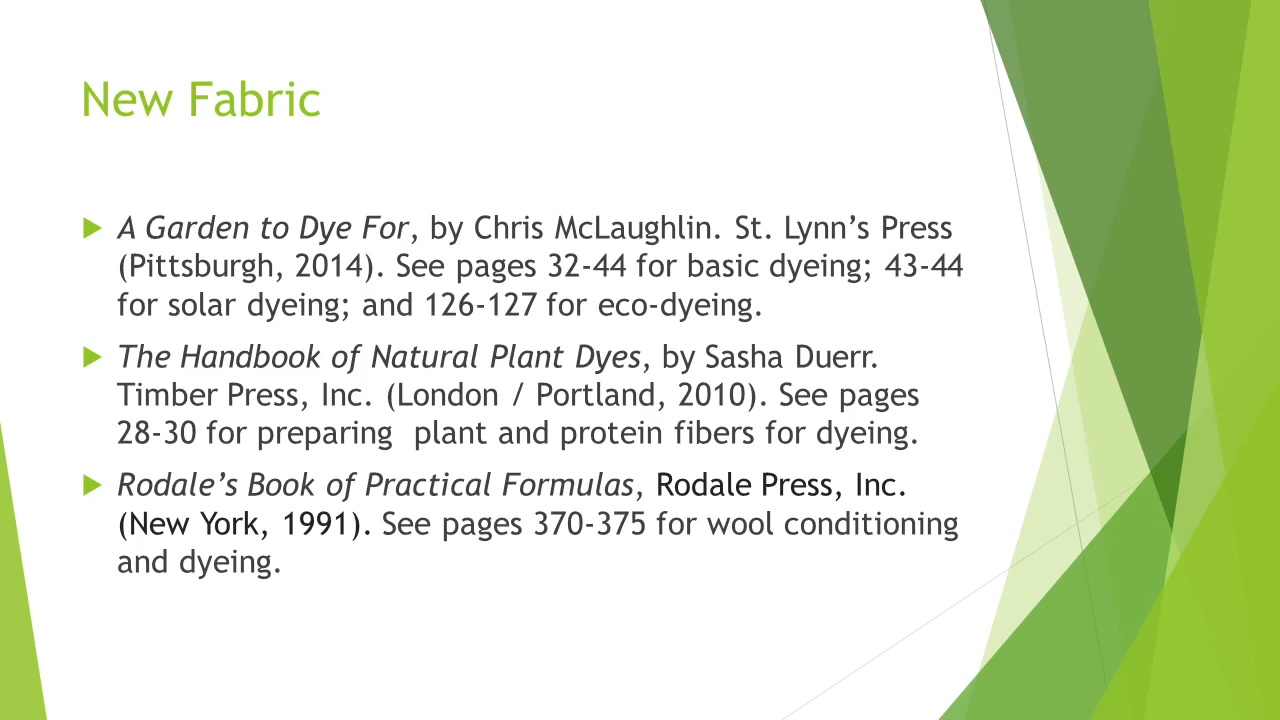 New Fabric
A Garden to Dye For, by Chris McLaughlin. St. Lynn’s Press
(Pittsburgh, 2014). See pages 32-44 for basic dyeing; 43-44
for solar dyeing; and 126-127 for eco-dyeing.
The Handbook of Natural Plant Dyes, by Sasha Duerr.
Timber Press, Inc. (London / Portland, 2010). See pages
28-30 for preparing  plant and protein fibers for dyeing.
Rodale’s Book of Practical Formulas, Rodale Press, Inc.
(New York, 1991). See pages 370-375 for wool conditioning
and dyeing.